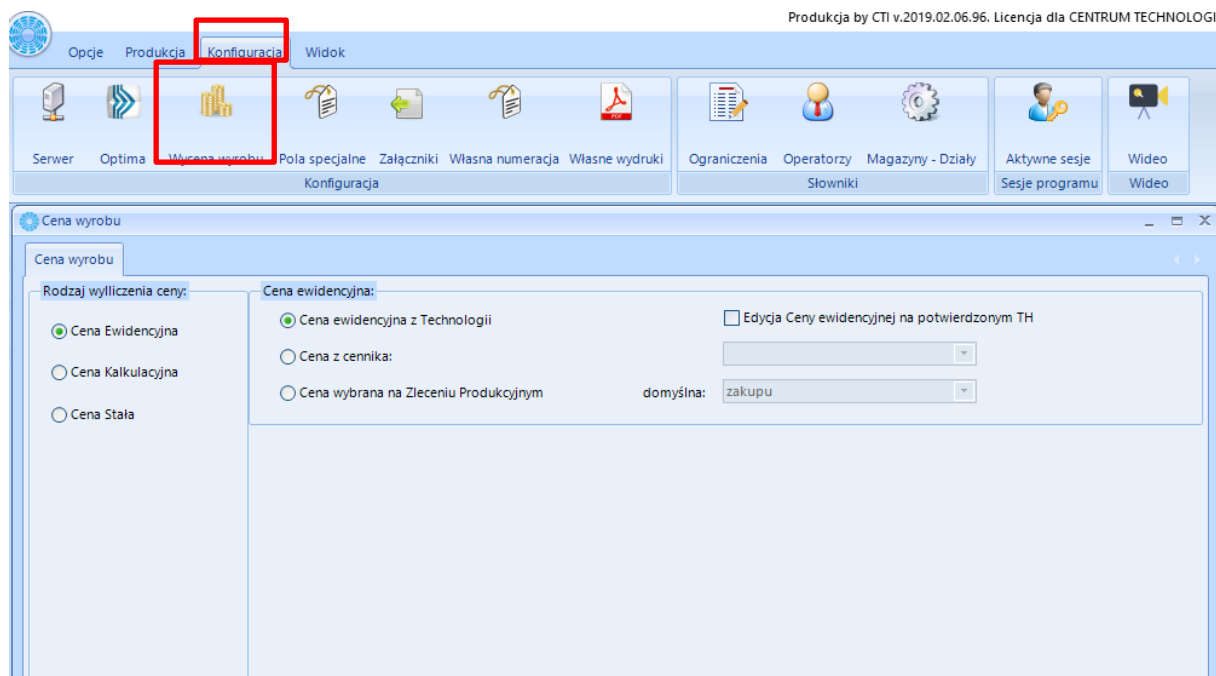 Produkcja by CTI v.2019.02.06.96. Licencja dla CENTRUM TECHNOLOGI
Opcje Produkcja Konfiguracja Widok
Serwer Optima Wycena wyrobu Pola specjalne Załączniki Własna numeracja Własne wydruki Ograniczenia Operatorzy Magazyny - Działy Aktywne sesje Wideo
Konfiguracja Słowniki Sesje programu Wideo
Cena wyrobu
Cena wyrobu
Rodzaj wylliczenia ceny: Cena ewidencyjna:
Cena Ewidencyjna
Cena Kalkulacyjna
Cena Stała
Cena ewidencyjna z Technologii Edycja Ceny ewidencyjnej na potwierdzonym TH
Cena z cennika:
Cena wybrana na Zleceniu Produkcyjnym domyślna: zakupu